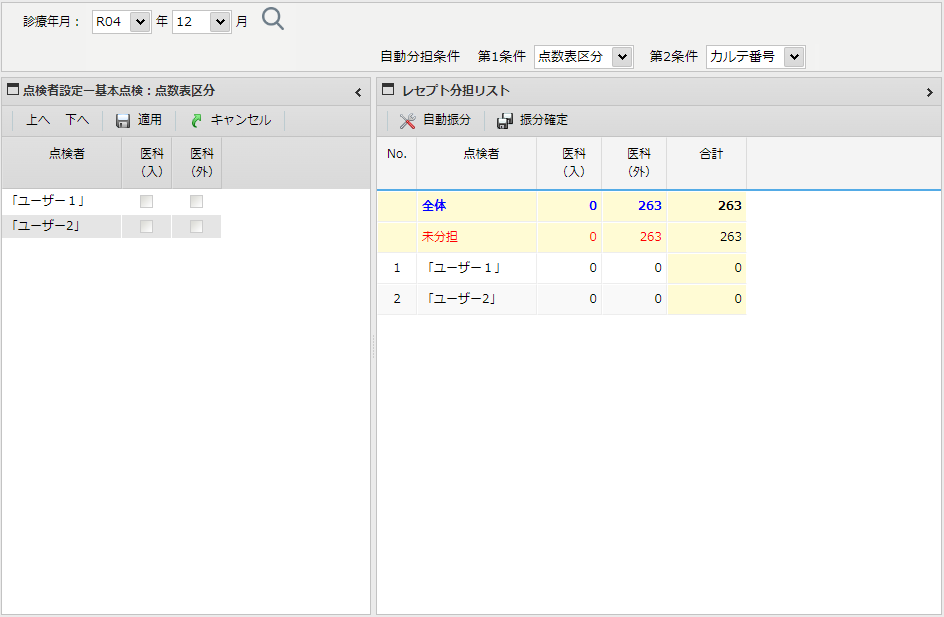 診療年月： R04 年 12 月
自動分担条件 第1条件 点数表区分 第2条件 カルテ番号
点検者設定ー基本点検：点数表区分
上へ 下へ 適用 キャンセル
点検者 医科（入） 医科（外）
「ユーザー１」
「ユーザー2」
レセプト分担リスト
自動振分 振分確定
No. 点検者 医科（入） 医科（外） 合計
全体 0 263 263
未分担 0 263 263
1 「ユーザー１」 0 0 0
2 「ユーザー2」 0 0 0